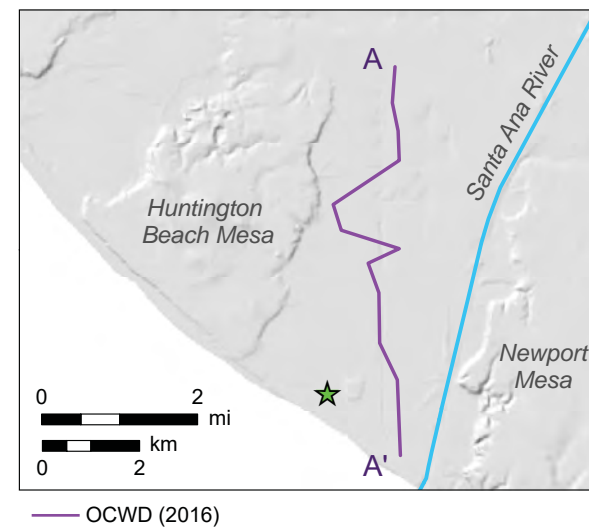 A
Santa Ana River
Huntington
Beach Mesa
Newport
Mesa
0 2
mi
km
0 2
A'
OCWD (2016)